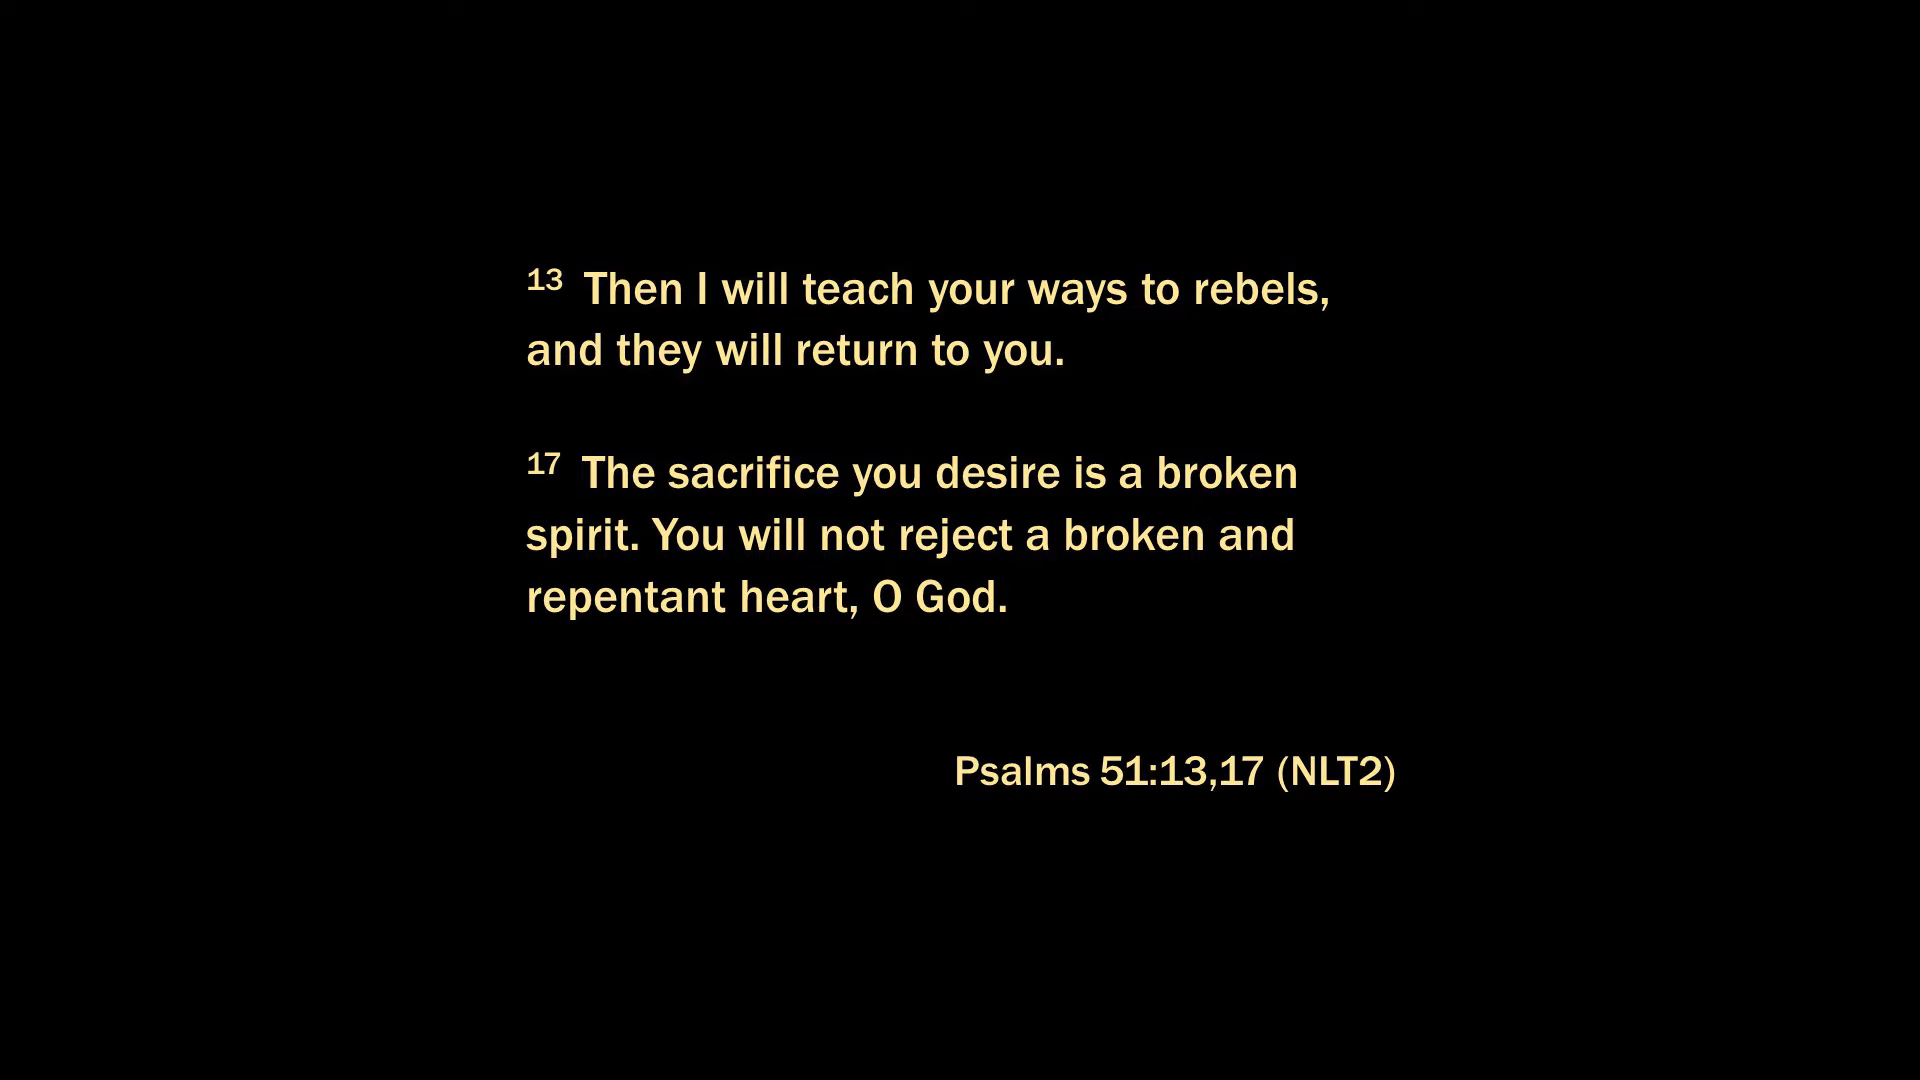 13 Then I will teach your ways to rebels,
and they will return to you.
17 The sacrifice you desire is a broken
spirit. You will not reject a broken and
repentant heart, O God.
Psalms 51:13,17 (NLT2)